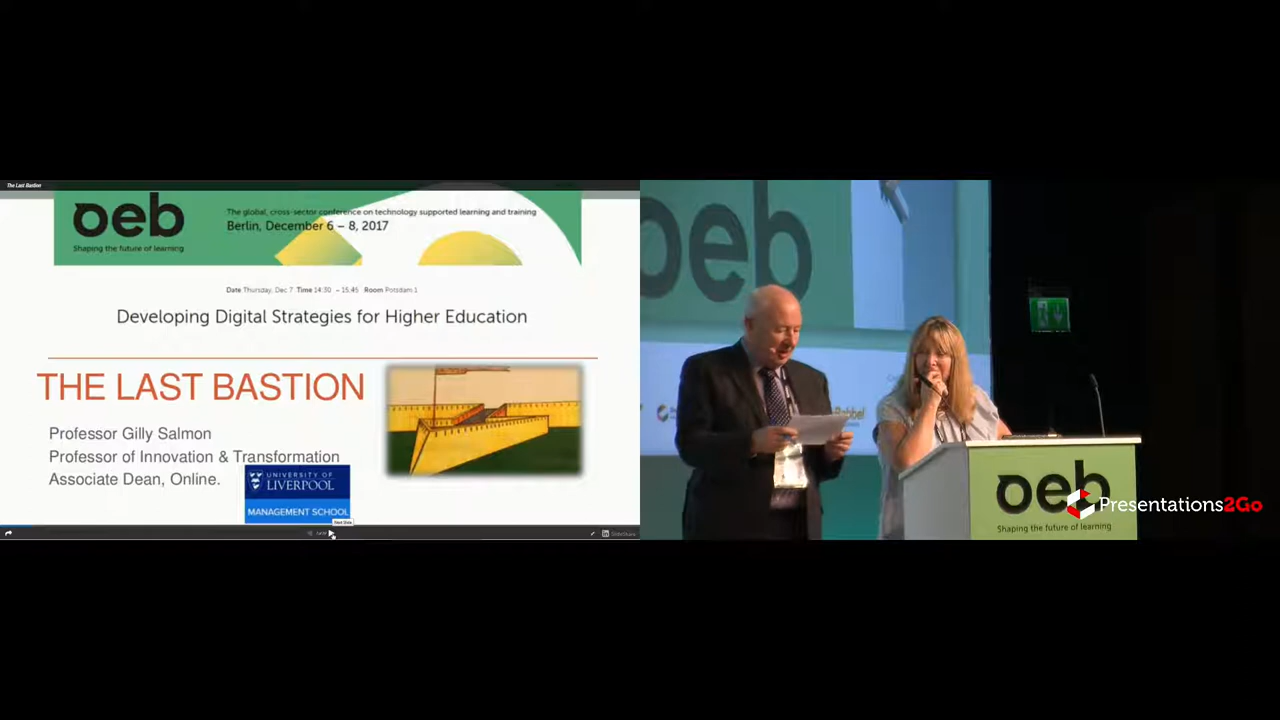 The Last Bastion
oeb
Shaping the future of learning
The global, cross-sector conference on technology supported learning and training
Berlin, December 6 – 8, 2017
Date Thursday, Dec 7 Time 14:30 – 15.45 Room Potsdam 1
Developing Digital Strategies for Higher Education
THE LAST BASTION
Professor Gilly Salmon
Professor of Innovation & Transformation
Associate Dean, Online.
UNIVERSITY OF
LIVERPOOL
MANAGEMENT SCHOOL
Next Slide
SlideShare
oeb
oeb
Shaping the future of learning
Presentations2Go